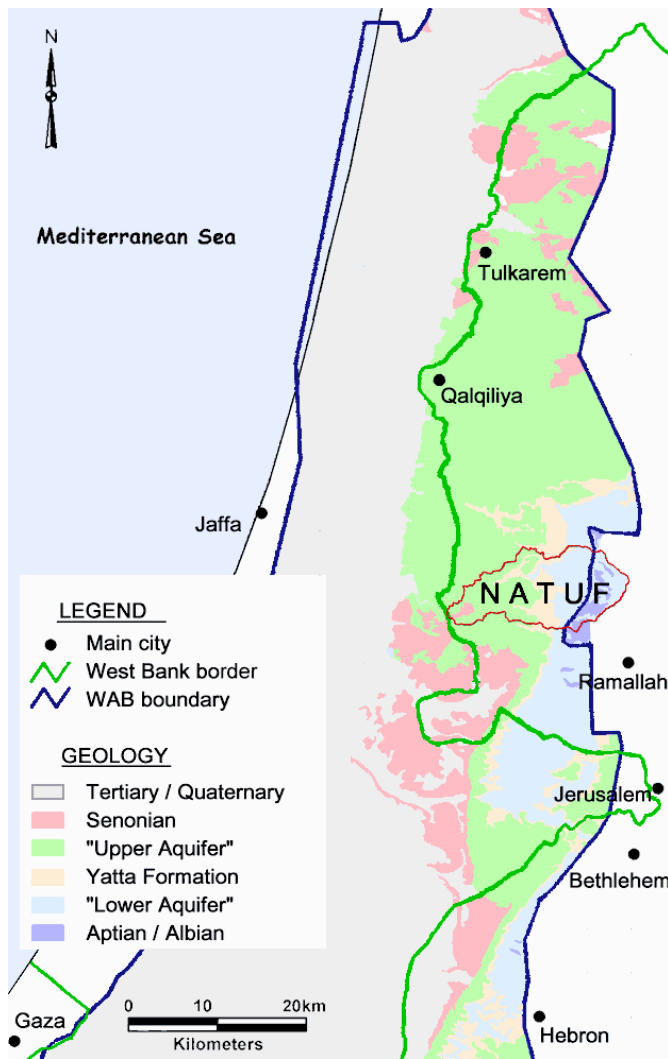 N
Mediterranean Sea
Tulkarem
Qalqiliya
Jaffa
NATUF
Ramallah
Jerusalem
Bethlehem
Hebron
Gaza
LEGEND
Main city
West Bank border
WAB boundary
GEOLOGY
Tertiary / Quaternary
Senonian
"Upper Aquifer"
Yatta Formation
"Lower Aquifer"
Aptian / Albian
0 10 20km
Kilometers